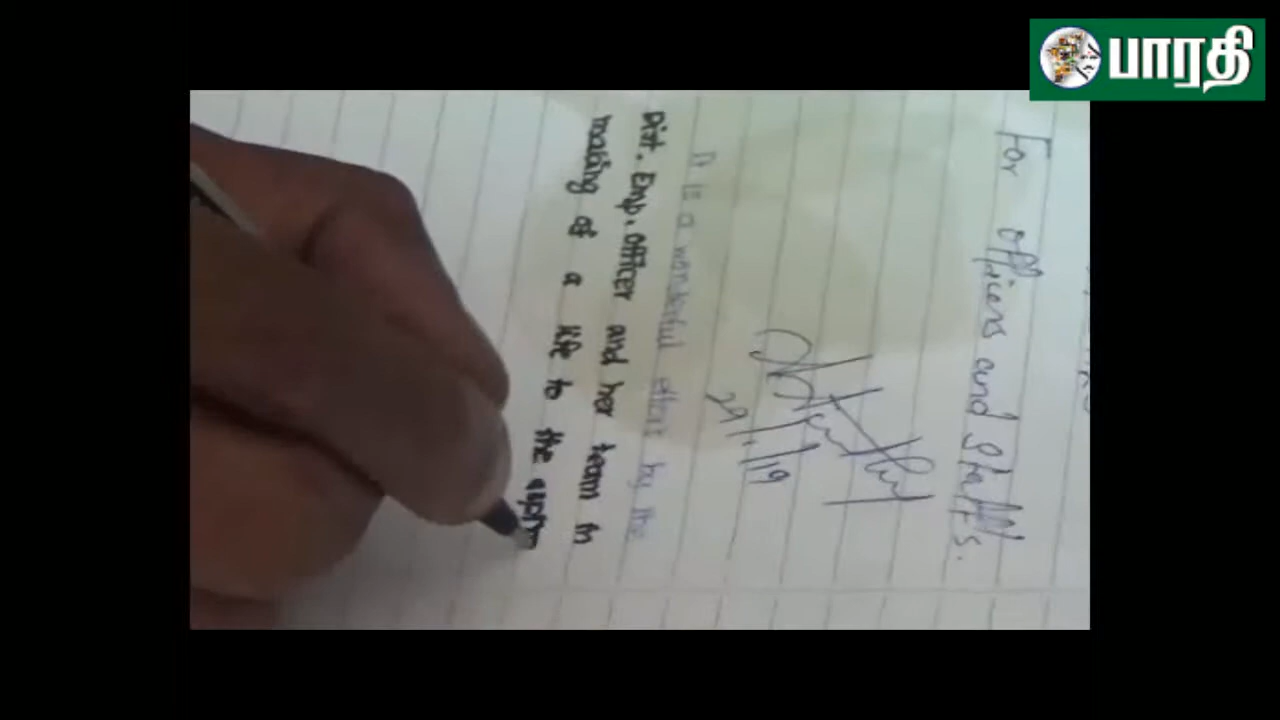 பாரதி
For officers and staffs.
29/1/19
It is a wonderful effort by the
Dist. Emp. Officer and her team in
making of a life to the